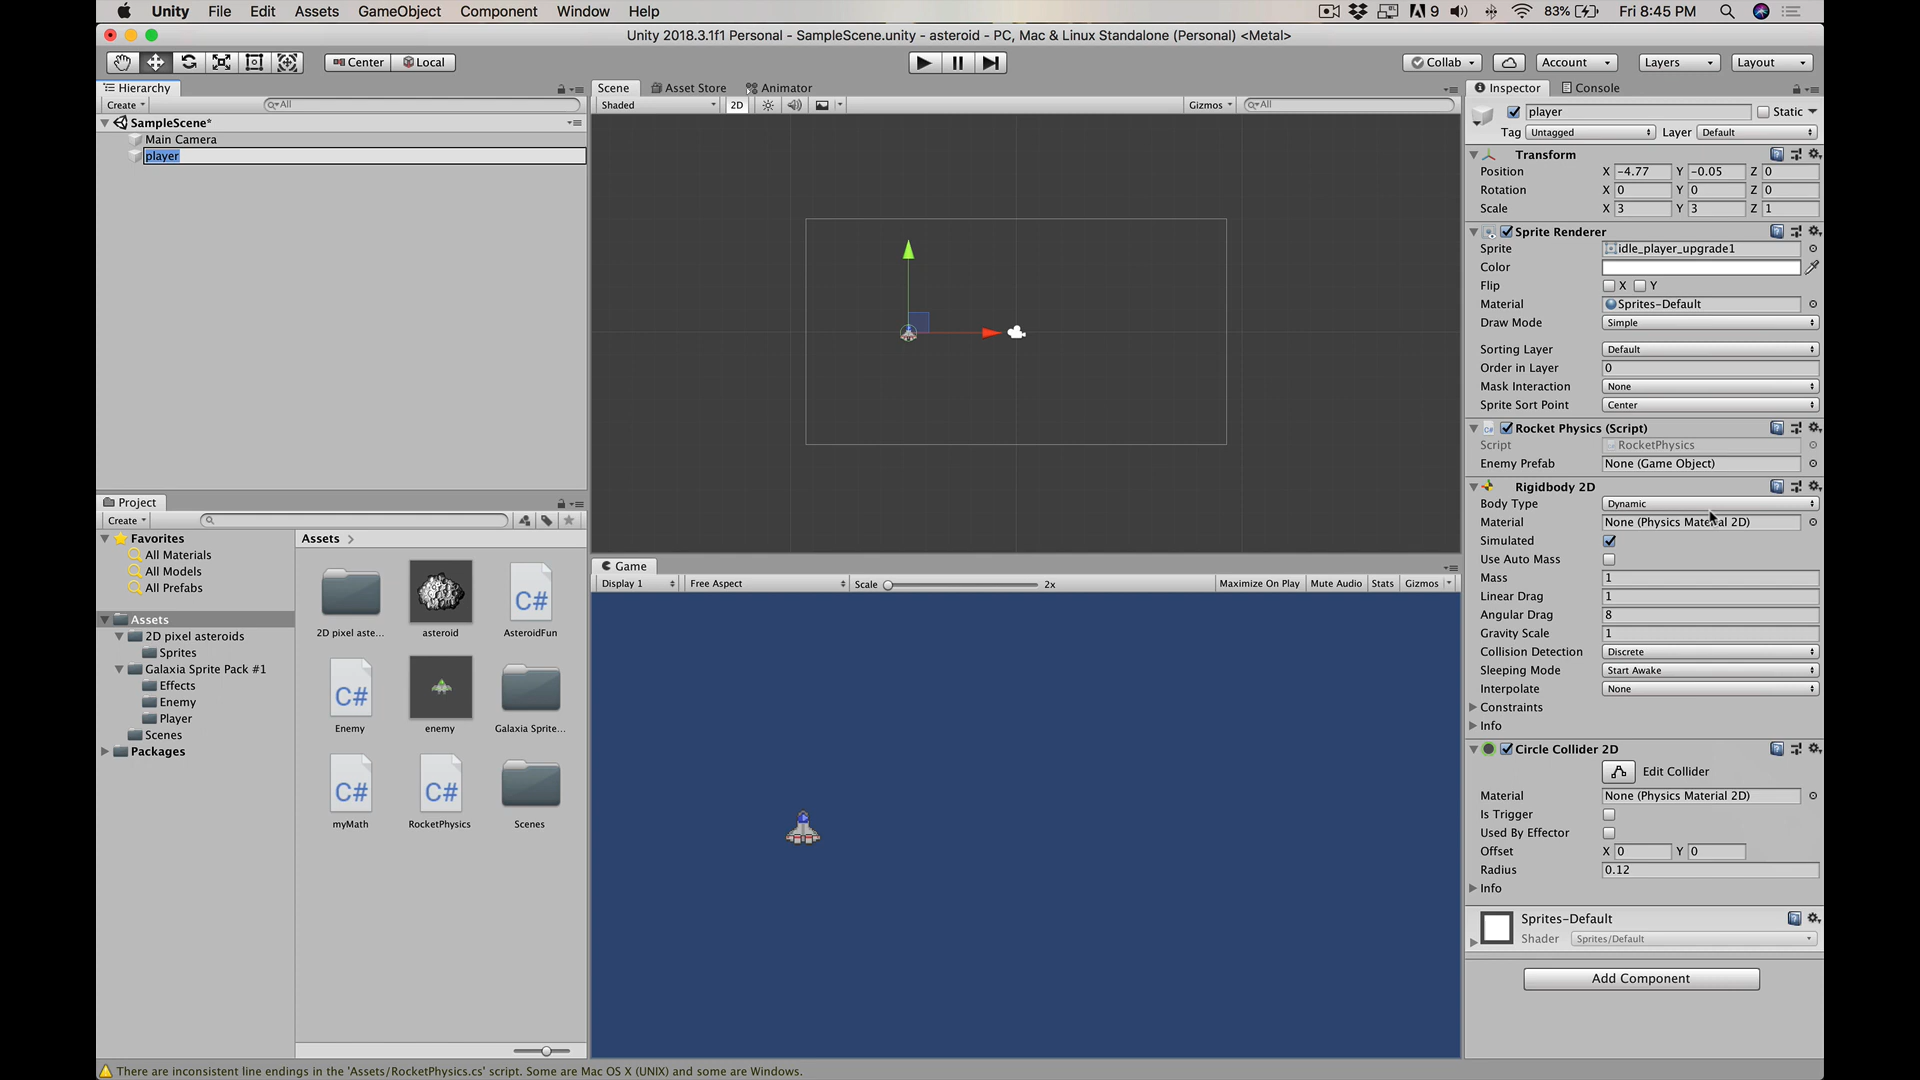 Unity File Edit Assets GameObject Component Window Help 9 83% Fri 8:45 PM
Unity 2018.3.1f1 Personal - SampleScene.unity - asteroid - PC, Mac & Linux Standalone (Personal) <Metal>
Center Local Collab Account Layers Layout
Hierarchy
Create All
SampleScene*
Main Camera
player
Scene Asset Store Animator
Shaded 2D Gizmos All
Inspector Console
player Static
Tag Untagged Layer Default
Transform
Position X -4.77 Y -0.05 Z 0
Rotation X 0 Y 0 Z 0
Scale X 3 Y 3 Z 1
Sprite Renderer
Sprite idle_player_upgrade1
Color
Flip X Y
Material Sprites-Default
Draw Mode Simple
Sorting Layer Default
Order in Layer 0
Mask Interaction None
Sprite Sort Point Center
Rocket Physics (Script)
Script RocketPhysics
Enemy Prefab None (Game Object)
Rigidbody 2D
Body Type Dynamic
Material None (Physics Material 2D)
Simulated
Use Auto Mass
Mass 1
Linear Drag 1
Angular Drag 8
Gravity Scale 1
Collision Detection Discrete
Sleeping Mode Start Awake
Interpolate None
Constraints
Info
Circle Collider 2D
Edit Collider
Material None (Physics Material 2D)
Is Trigger
Used By Effector
Offset X 0 Y 0
Radius 0.12
Info
Sprites-Default
Shader Sprites/Default
Add Component
Project
Create
Favorites
All Materials
All Models
All Prefabs
Assets
2D pixel asteroids
Sprites
Galaxia Sprite Pack #1
Effects
Enemy
Player
Scenes
Packages
Assets
C#
2D pixel aste... asteroid AsteroidFun
C#
Enemy enemy Galaxia Sprite...
C# C#
myMath RocketPhysics Scenes
Game
Display 1 Free Aspect Scale 2x Maximize On Play Mute Audio Stats Gizmos
There are inconsistent line endings in the 'Assets/RocketPhysics.cs' script. Some are Mac OS X (UNIX) and some are Windows.